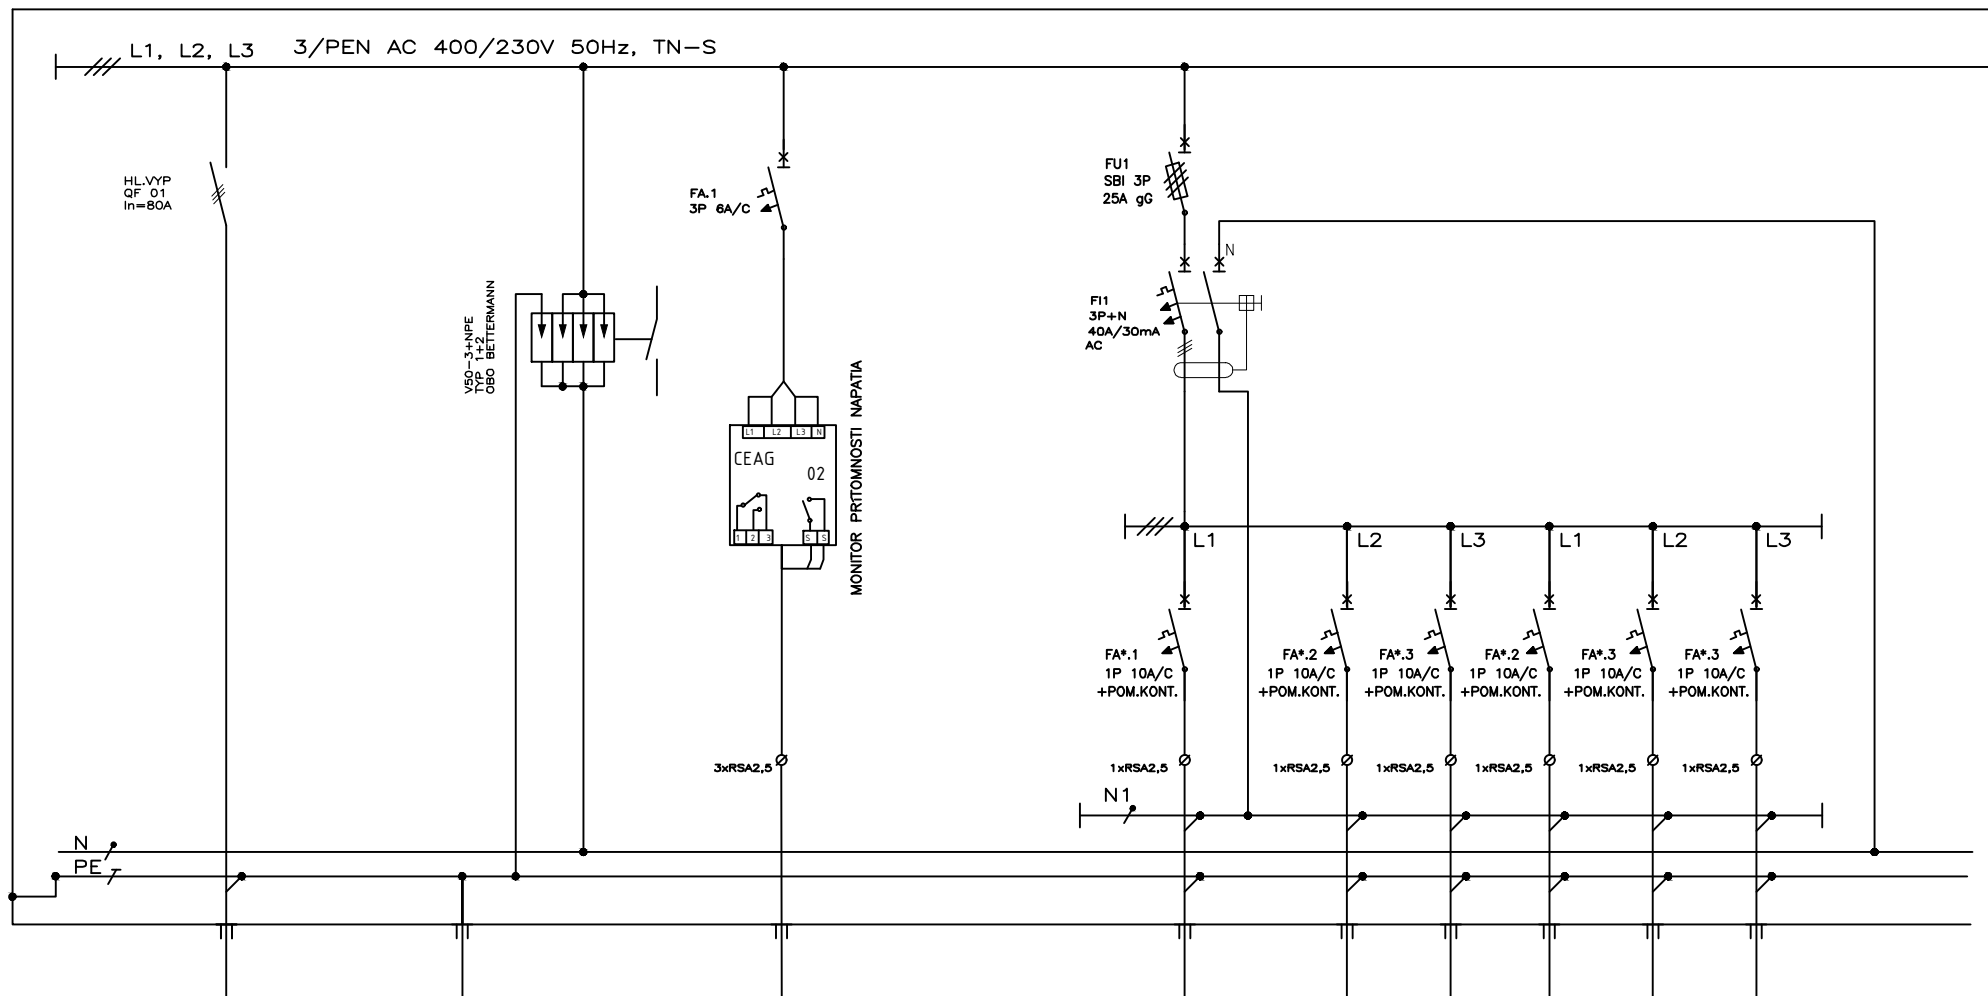 L1, L2, L3 3/PEN AC 400/230V 50Hz, TN-S
HL.VYP
QF 01
In=80A
V50-3+NPE
TYP 1+2
OBO BETTERMANN
FA.1
3P 6A/C
L1 L2 L3 N
CEAG
02
1 2 3 S S
MONITOR PRíTOMNOSTI NAPATIA
3xRSA2,5
FU1
SBI 3P
25A gG
N
FI1
3P+N
40A/30mA
AC
L1 L2 L3 L1 L2 L3
FA*.1
1P 10A/C
+POM.KONT.
FA*.2
1P 10A/C
+POM.KONT.
FA*.3
1P 10A/C
+POM.KONT.
FA*.2
1P 10A/C
+POM.KONT.
FA*.3
1P 10A/C
+POM.KONT.
FA*.3
1P 10A/C
+POM.KONT.
1xRSA2,5 1xRSA2,5 1xRSA2,5 1xRSA2,5 1xRSA2,5 1xRSA2,5
N1
N
PE